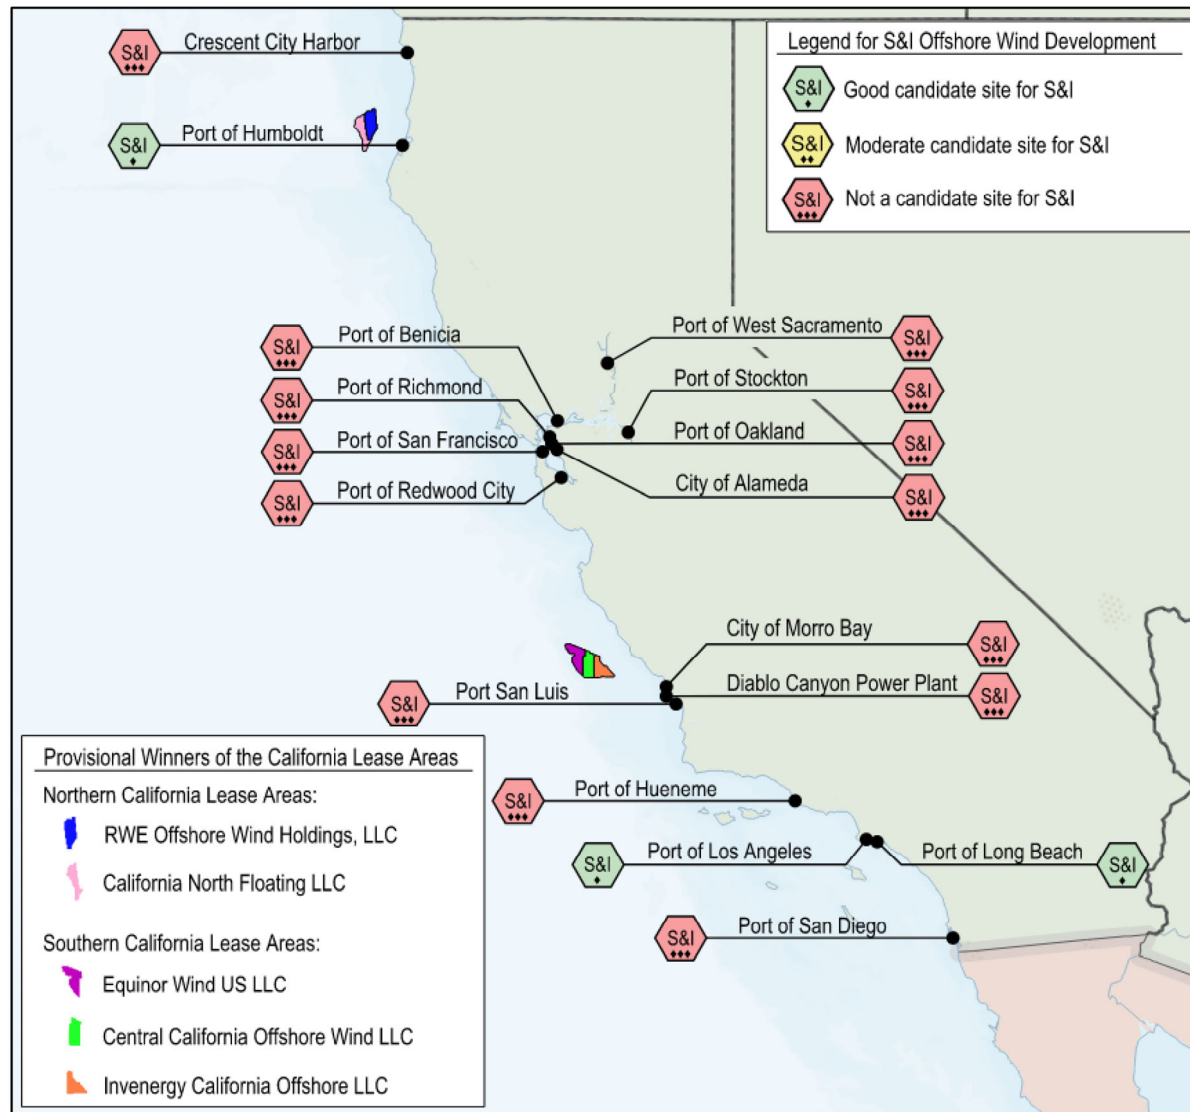 Crescent City Harbor
S&I
Port of Humboldt
S&I
Legend for S&I Offshore Wind Development
S&I
Good candidate site for S&I
S&I
Moderate candidate site for S&I
S&I
Not a candidate site for S&I
Port of Benicia
S&I
Port of Richmond
S&I
Port of San Francisco
S&I
Port of Redwood City
S&I
Port of West Sacramento
S&I
Port of Stockton
S&I
Port of Oakland
S&I
City of Alameda
S&I
City of Morro Bay
S&I
Diablo Canyon Power Plant
S&I
Port San Luis
S&I
Port of Hueneme
S&I
Port of Los Angeles
S&I
Port of Long Beach
S&I
Port of San Diego
S&I
Provisional Winners of the California Lease Areas
Northern California Lease Areas:
RWE Offshore Wind Holdings, LLC
California North Floating LLC
Southern California Lease Areas:
Equinor Wind US LLC
Central California Offshore Wind LLC
Invenergy California Offshore LLC